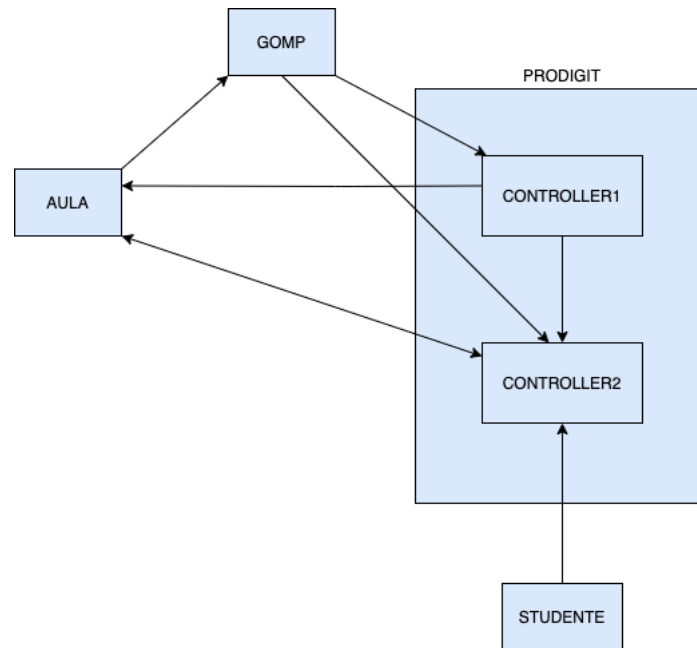 GOMP
PRODIGIT
AULA
CONTROLLER1
CONTROLLER2
STUDENTE